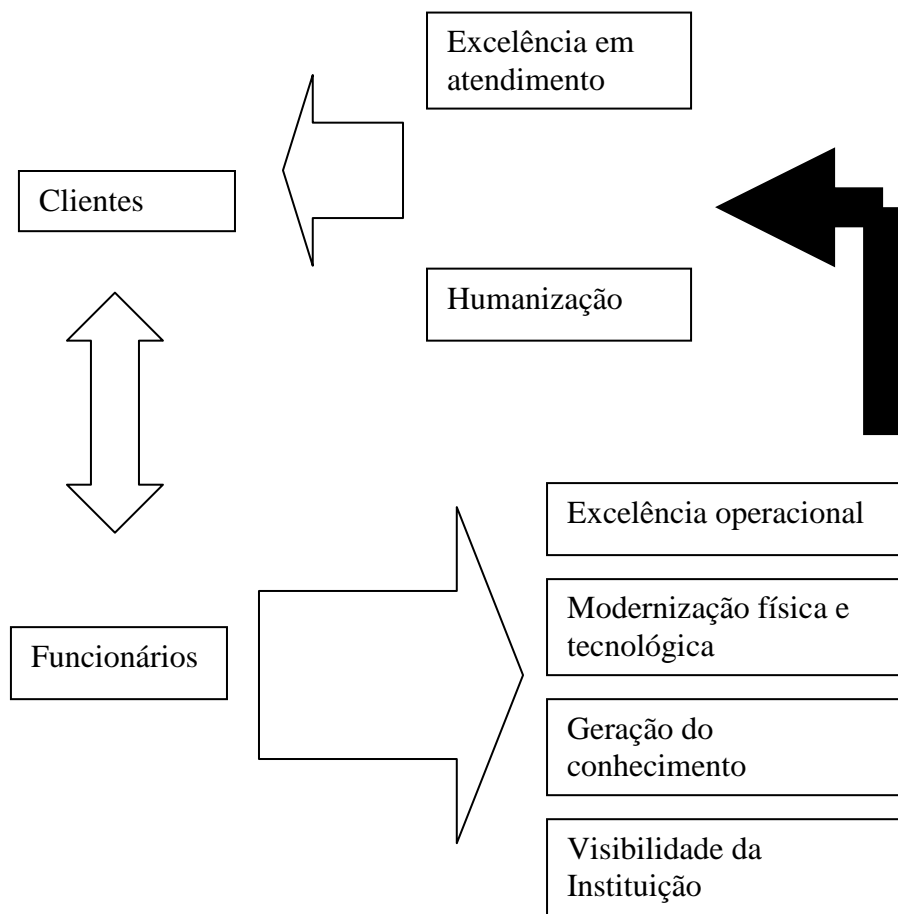 Excelência em
atendimento
Clientes
Humanização
Excelência operacional
Modernização física e
tecnológica
Funcionários
Geração do
conhecimento
Visibilidade da
Instituição